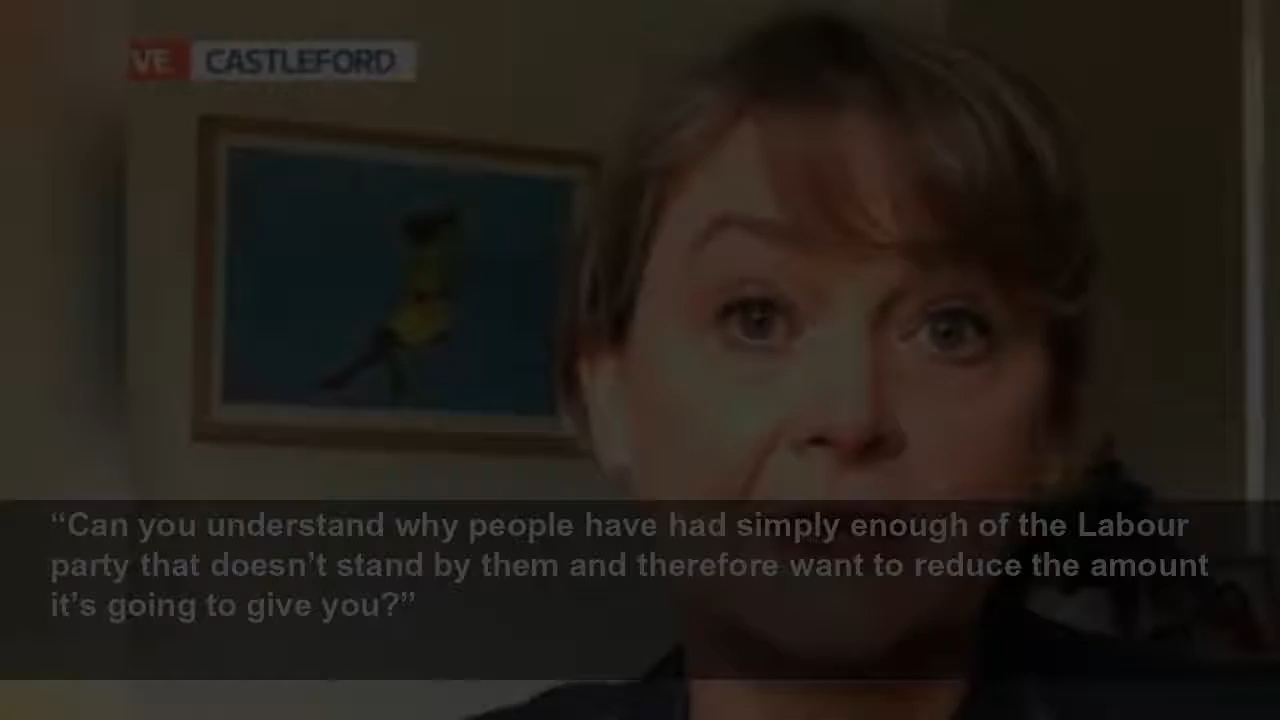 VE CASTLEFORD
“Can you understand why people have had simply enough of the Labour
party that doesn’t stand by them and therefore want to reduce the amount
it’s going to give you?”